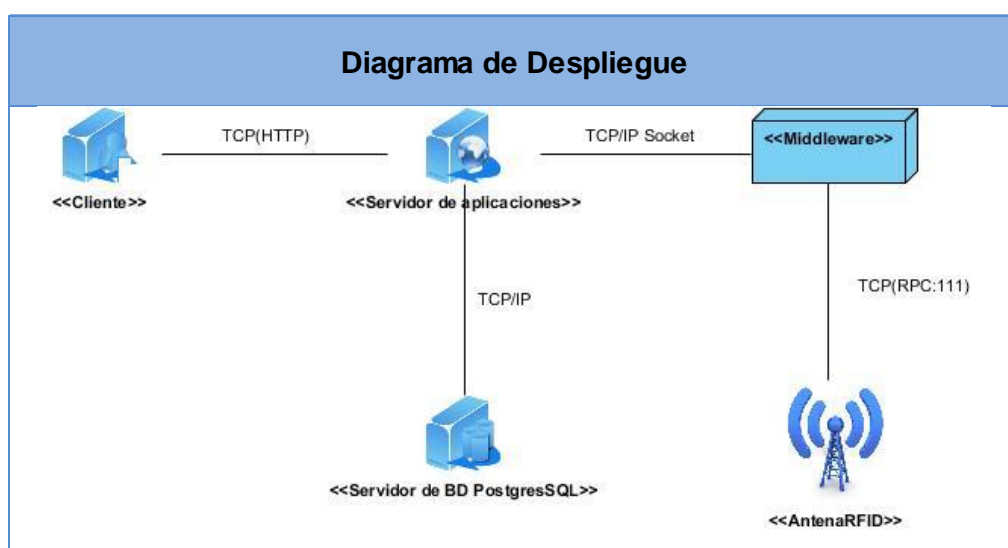 Diagrama de Despliegue
TCP(HTTP)
TCP/IP Socket
<<Middleware>>
<<Cliente>>
<<Servidor de aplicaciones>>
TCP/IP
TCP(RPC:111)
<<Servidor de BD PostgresSQL>>
<<AntenaRFID>>